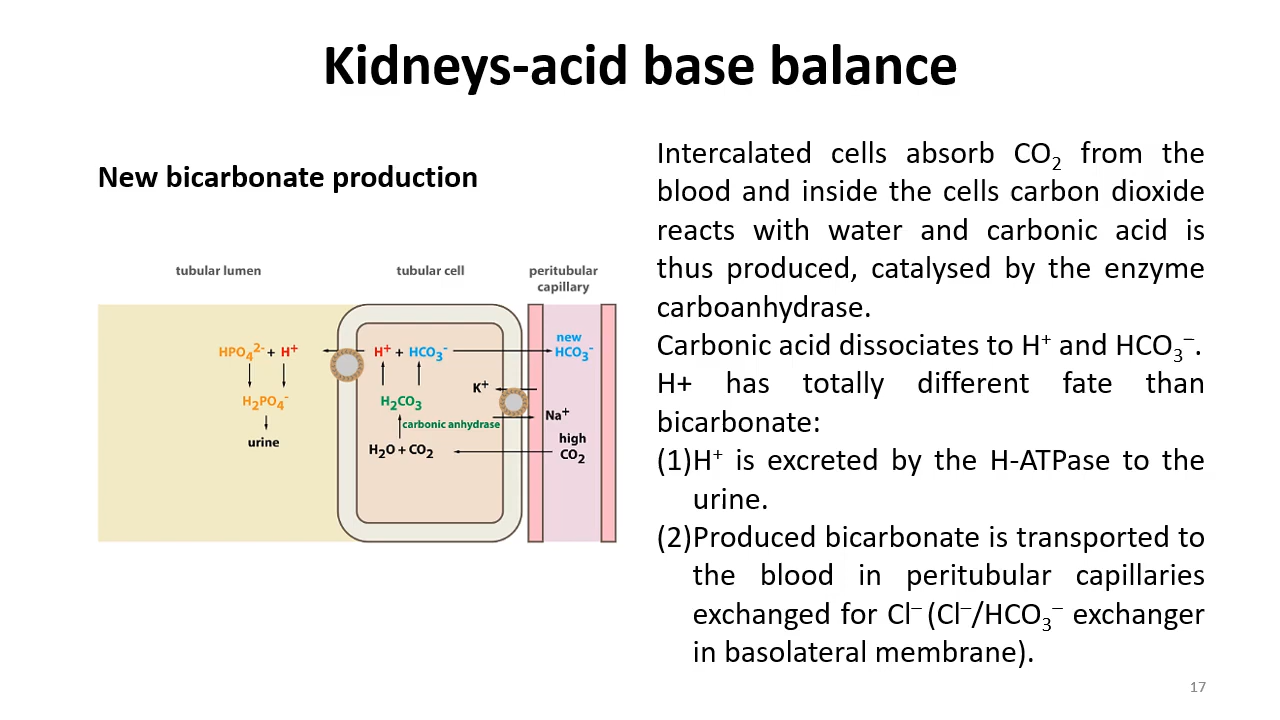 Kidneys-acid base balance
New bicarbonate production
tubular lumen
tubular cell
peritubular
capillary
HPO₄²⁻ + H⁺
H₂PO₄⁻
urine
H⁺ + HCO₃⁻
H₂CO₃
carbonic anhydrase
H₂O + CO₂
K⁺
Na⁺
new
HCO₃⁻
high
CO₂
Intercalated cells absorb CO₂ from the
blood and inside the cells carbon dioxide
reacts with water and carbonic acid is
thus produced, catalysed by the enzyme
carboanhydrase.
Carbonic acid dissociates to H⁺ and HCO₃⁻.
H+ has totally different fate than
bicarbonate:
(1)H⁺ is excreted by the H-ATPase to the
urine.
(2)Produced bicarbonate is transported to
the blood in peritubular capillaries
exchanged for Cl⁻ (Cl⁻/HCO₃⁻ exchanger
in basolateral membrane).
17